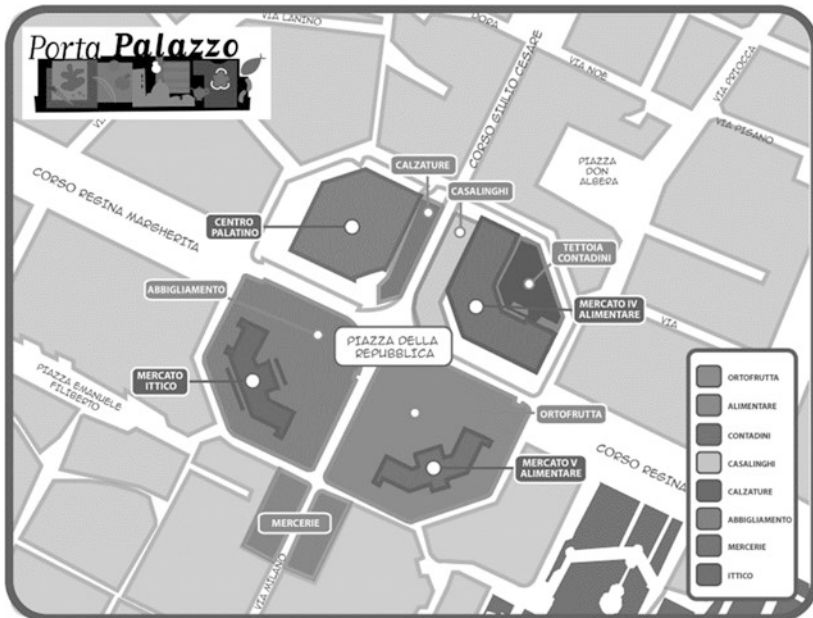 Porta Palazzo
VIA LANINO
DORA
VIA NOÈ
VIA PRIOCCA
VIA PISANO
CORSO GIULIO CESARE
PIAZZA
DON
ALBERA
CORSO REGINA MARGHERITA
CALZATURE
CASALINGHI
CENTRO
PALATINO
TETTOIA
CONTADINI
ABBIGLIAMENTO
MERCATO IV
ALIMENTARE
VIA
PIAZZA DELLA
REPUBBLICA
PIAZZA EMANUELE
FILIBERTO
MERCATO
ITTICO
ORTOFRUTTA
MERCATO V
ALIMENTARE
CORSO REGINA
MERCERIE
VIA MILANO
ORTOFRUTTA
ALIMENTARE
CONTADINI
CASALINGHI
CALZATURE
ABBIGLIAMENTO
MERCERIE
ITTICO